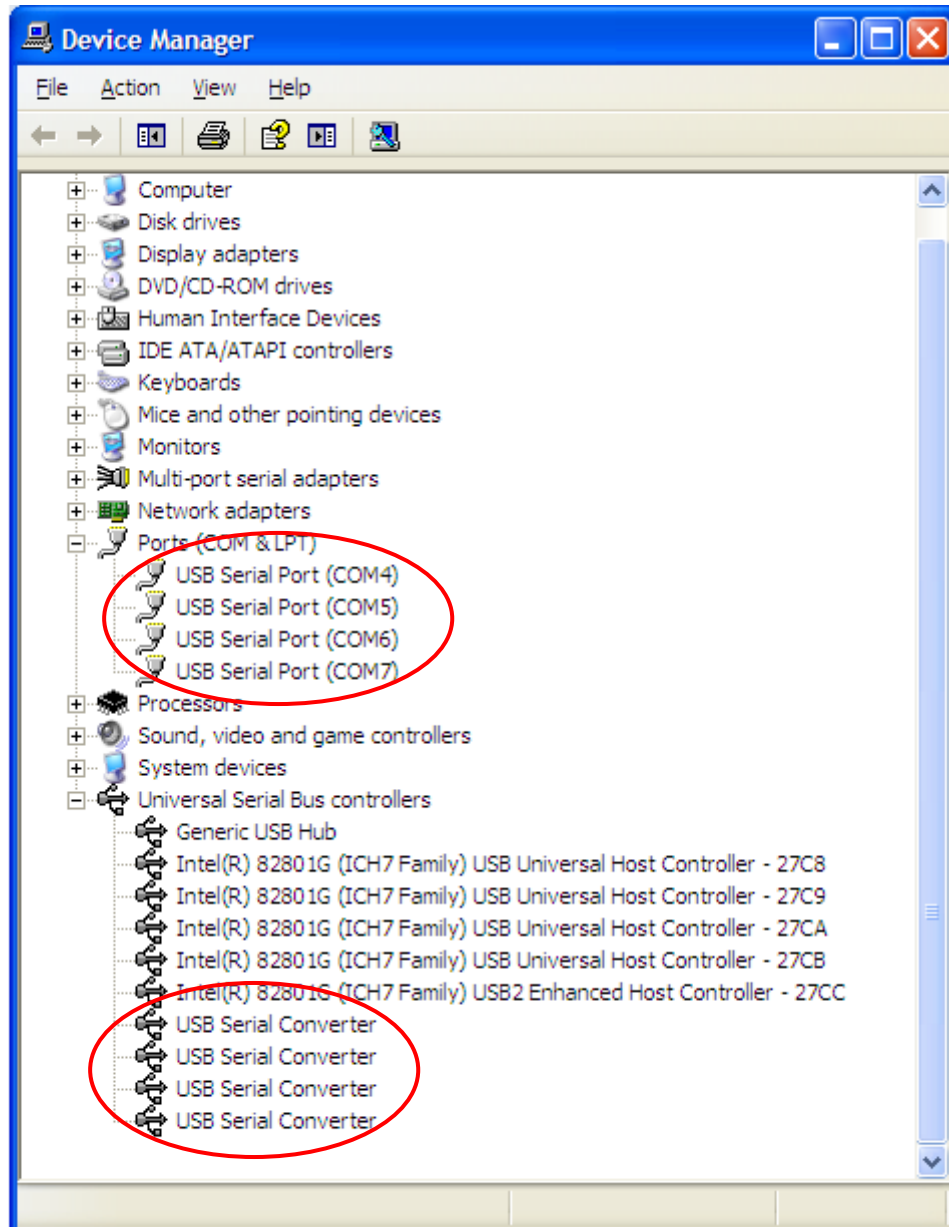 Device Manager
File Action View Help
Computer
Disk drives
Display adapters
DVD/CD-ROM drives
Human Interface Devices
IDE ATA/ATAPI controllers
Keyboards
Mice and other pointing devices
Monitors
Multi-port serial adapters
Network adapters
Ports (COM & LPT)
USB Serial Port (COM4)
USB Serial Port (COM5)
USB Serial Port (COM6)
USB Serial Port (COM7)
Processors
Sound, video and game controllers
System devices
Universal Serial Bus controllers
Generic USB Hub
Intel(R) 82801G (ICH7 Family) USB Universal Host Controller - 27C8
Intel(R) 82801G (ICH7 Family) USB Universal Host Controller - 27C9
Intel(R) 82801G (ICH7 Family) USB Universal Host Controller - 27CA
Intel(R) 82801G (ICH7 Family) USB Universal Host Controller - 27CB
Intel(R) 82801G (ICH7 Family) USB2 Enhanced Host Controller - 27CC
USB Serial Converter
USB Serial Converter
USB Serial Converter
USB Serial Converter